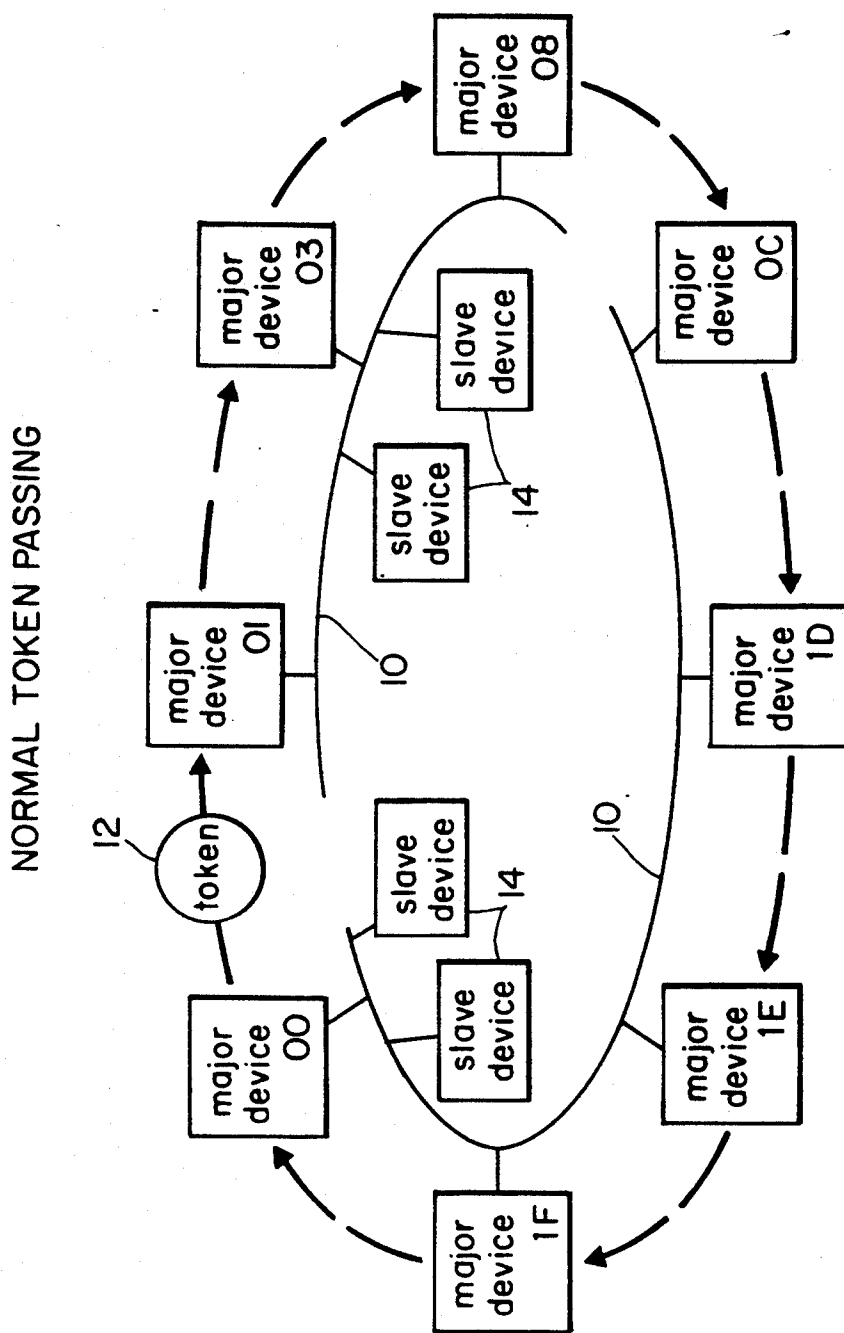 NORMAL TOKEN PASSING
12
token
major
device
00
major
device
01
major
device
03
major
device
08
major
device
0C
major
device
1D
major
device
1E
major
device
1F
slave
device
slave
device
14
slave
device
slave
device
14
10
10